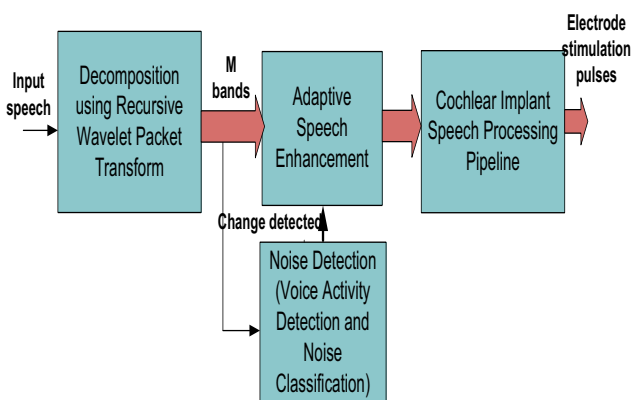 Input
speech
Decomposition
using Recursive
Wavelet Packet
Transform
M
bands
Adaptive
Speech
Enhancement
Cochlear Implant
Speech Processing
Pipeline
Electrode
stimulation
pulses
Change detected
Noise Detection
(Voice Activity
Detection and
Noise
Classification)